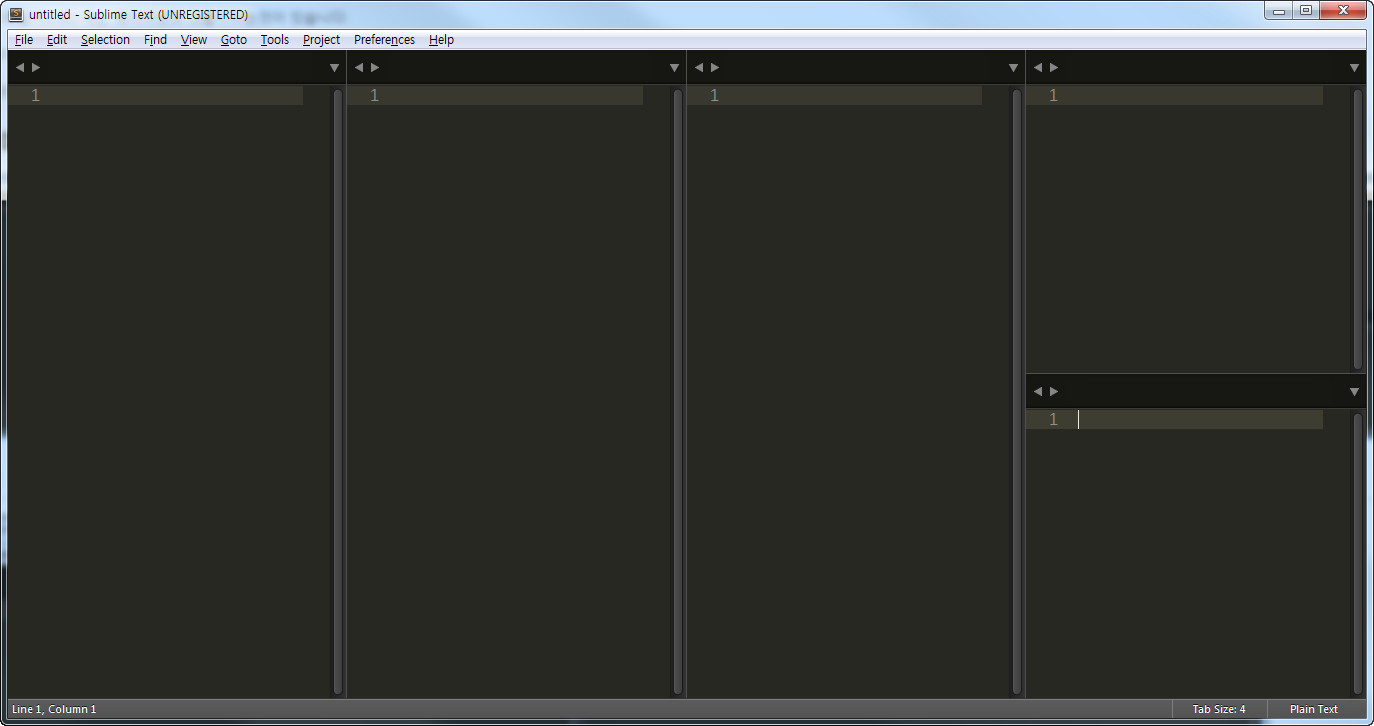 untitled - Sublime Text (UNREGISTERED)
File Edit Selection Find View Goto Tools Project Preferences Help
1 1 1 1
1
Line 1, Column 1 Tab Size: 4 Plain Text